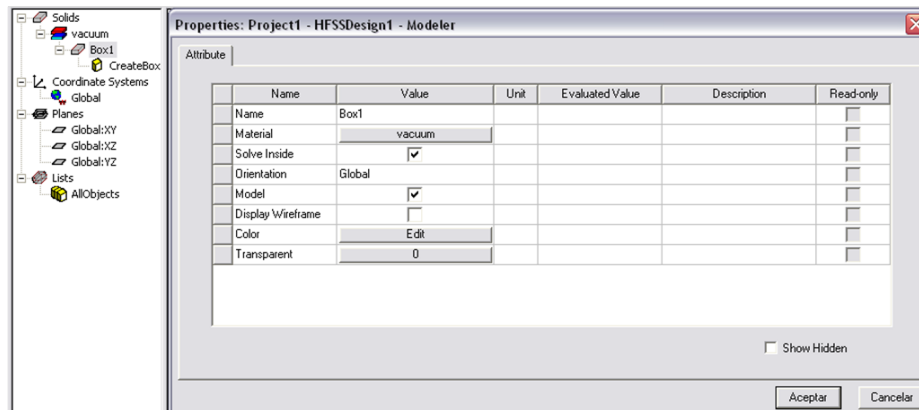 Solids
vacuum
Box1
CreateBox
Coordinate Systems
Global
Planes
Global:XY
Global:XZ
Global:YZ
Lists
AllObjects
Properties: Project1 - HFSSDesign1 - Modeler
Attribute
Name Value Unit Evaluated Value Description Read-only
Name Box1
Material vacuum
Solve Inside
Orientation Global
Model
Display Wireframe
Color Edit
Transparent 0
Show Hidden
Aceptar Cancelar